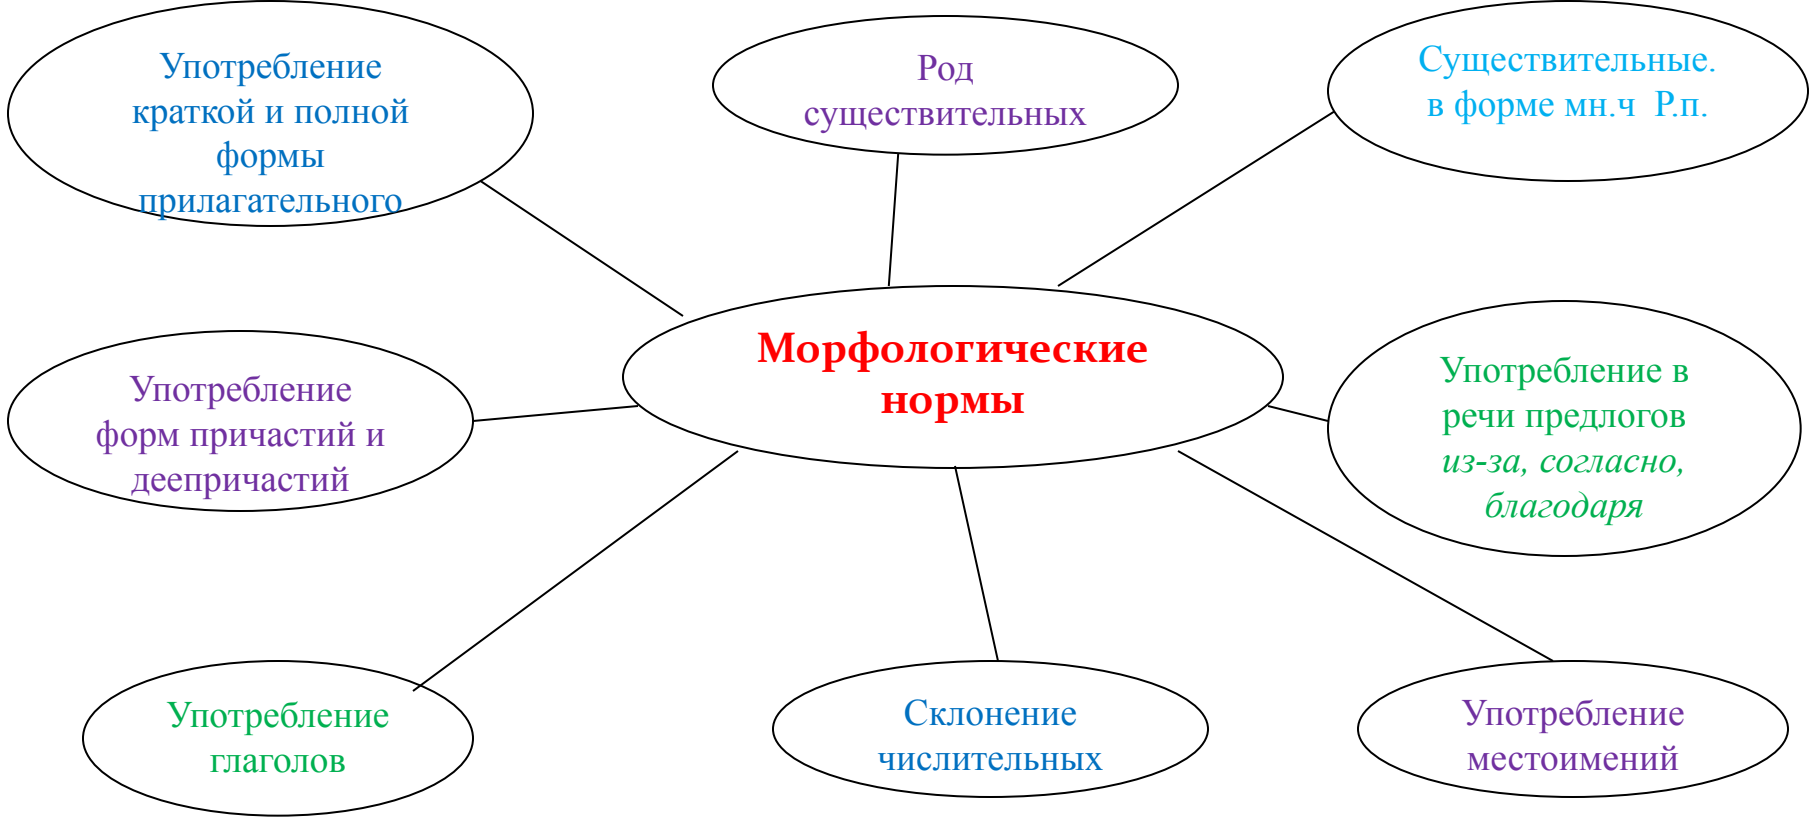 Употребление
краткой и полной
формы
прилагательного
Род
существительных
Существительные.
в форме мн.ч  Р.п.
Морфологические
нормы
Употребление
форм причастий и
деепричастий
Употребление в
речи предлогов
из-за, согласно,
благодаря
Употребление
глаголов
Склонение
числительных
Употребление
местоимений